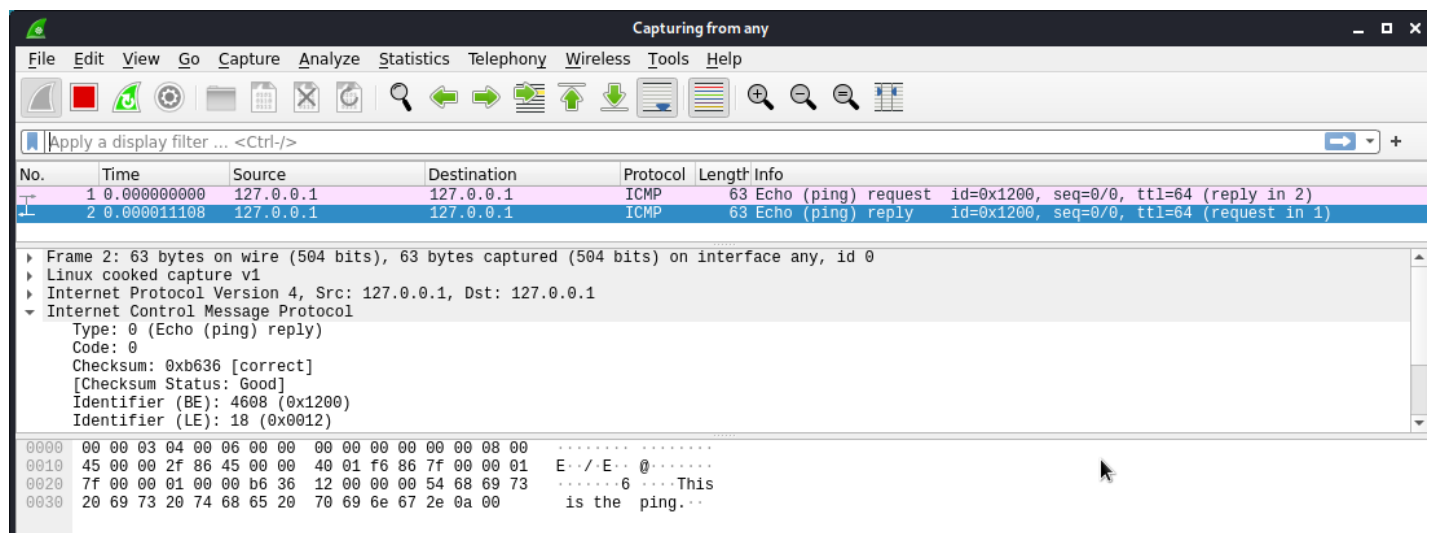 Capturing from any
File Edit View Go Capture Analyze Statistics Telephony Wireless Tools Help
Apply a display filter ... <Ctrl-/>
No. Time Source Destination Protocol Length Info
1 0.000000000 127.0.0.1 127.0.0.1 ICMP 63 Echo (ping) request id=0x1200, seq=0/0, ttl=64 (reply in 2)
2 0.000011108 127.0.0.1 127.0.0.1 ICMP 63 Echo (ping) reply id=0x1200, seq=0/0, ttl=64 (request in 1)
Frame 2: 63 bytes on wire (504 bits), 63 bytes captured (504 bits) on interface any, id 0
Linux cooked capture v1
Internet Protocol Version 4, Src: 127.0.0.1, Dst: 127.0.0.1
Internet Control Message Protocol
Type: 0 (Echo (ping) reply)
Code: 0
Checksum: 0xb636 [correct]
[Checksum Status: Good]
Identifier (BE): 4608 (0x1200)
Identifier (LE): 18 (0x0012)
0000 00 00 03 04 00 06 00 00 00 00 00 00 00 00 08 00 ········ ········
0010 45 00 00 2f 86 45 00 00 40 01 f6 86 7f 00 00 01 E··/·E·· @·······
0020 7f 00 00 01 00 00 b6 36 12 00 00 00 54 68 69 73 ·······6 ····This
0030 20 69 73 20 74 68 65 20 70 69 6e 67 2e 0a 00 is the ping.··